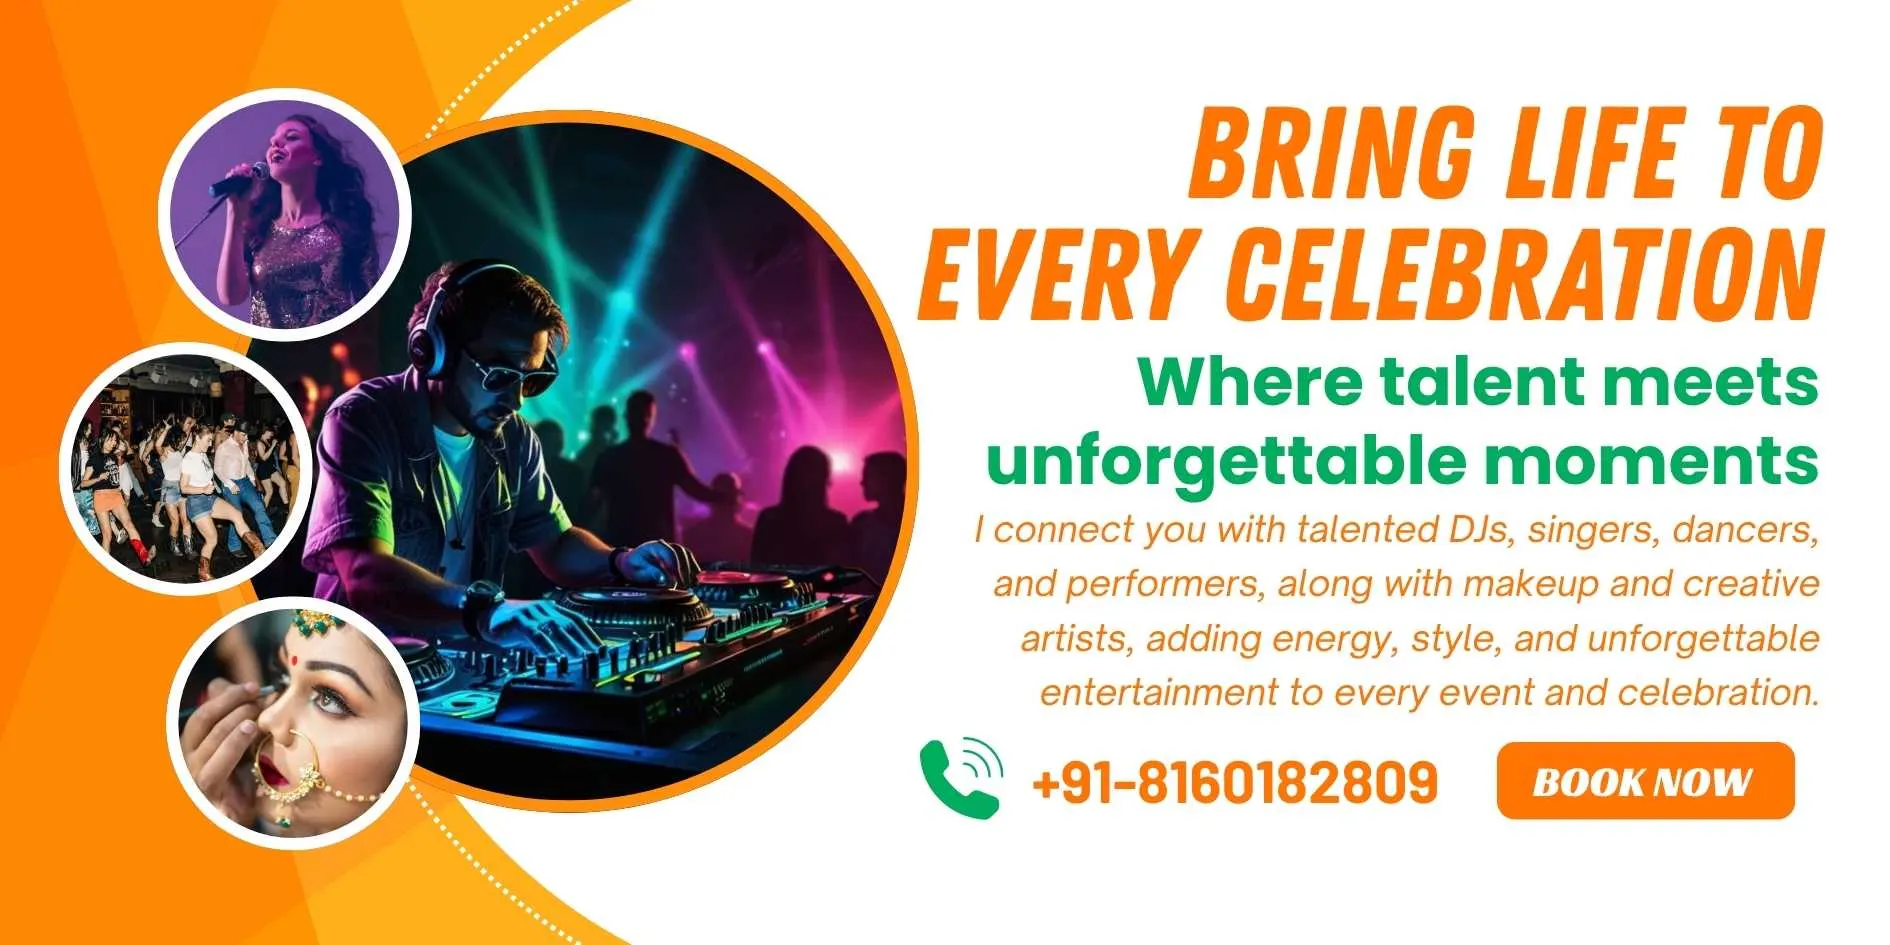 BRING LIFE TO
EVERY CELEBRATION
Where talent meets
unforgettable moments
I connect you with talented DJs, singers, dancers,
and performers, along with makeup and creative
artists, adding energy, style, and unforgettable
entertainment to every event and celebration.
+91-8160182809
BOOK NOW